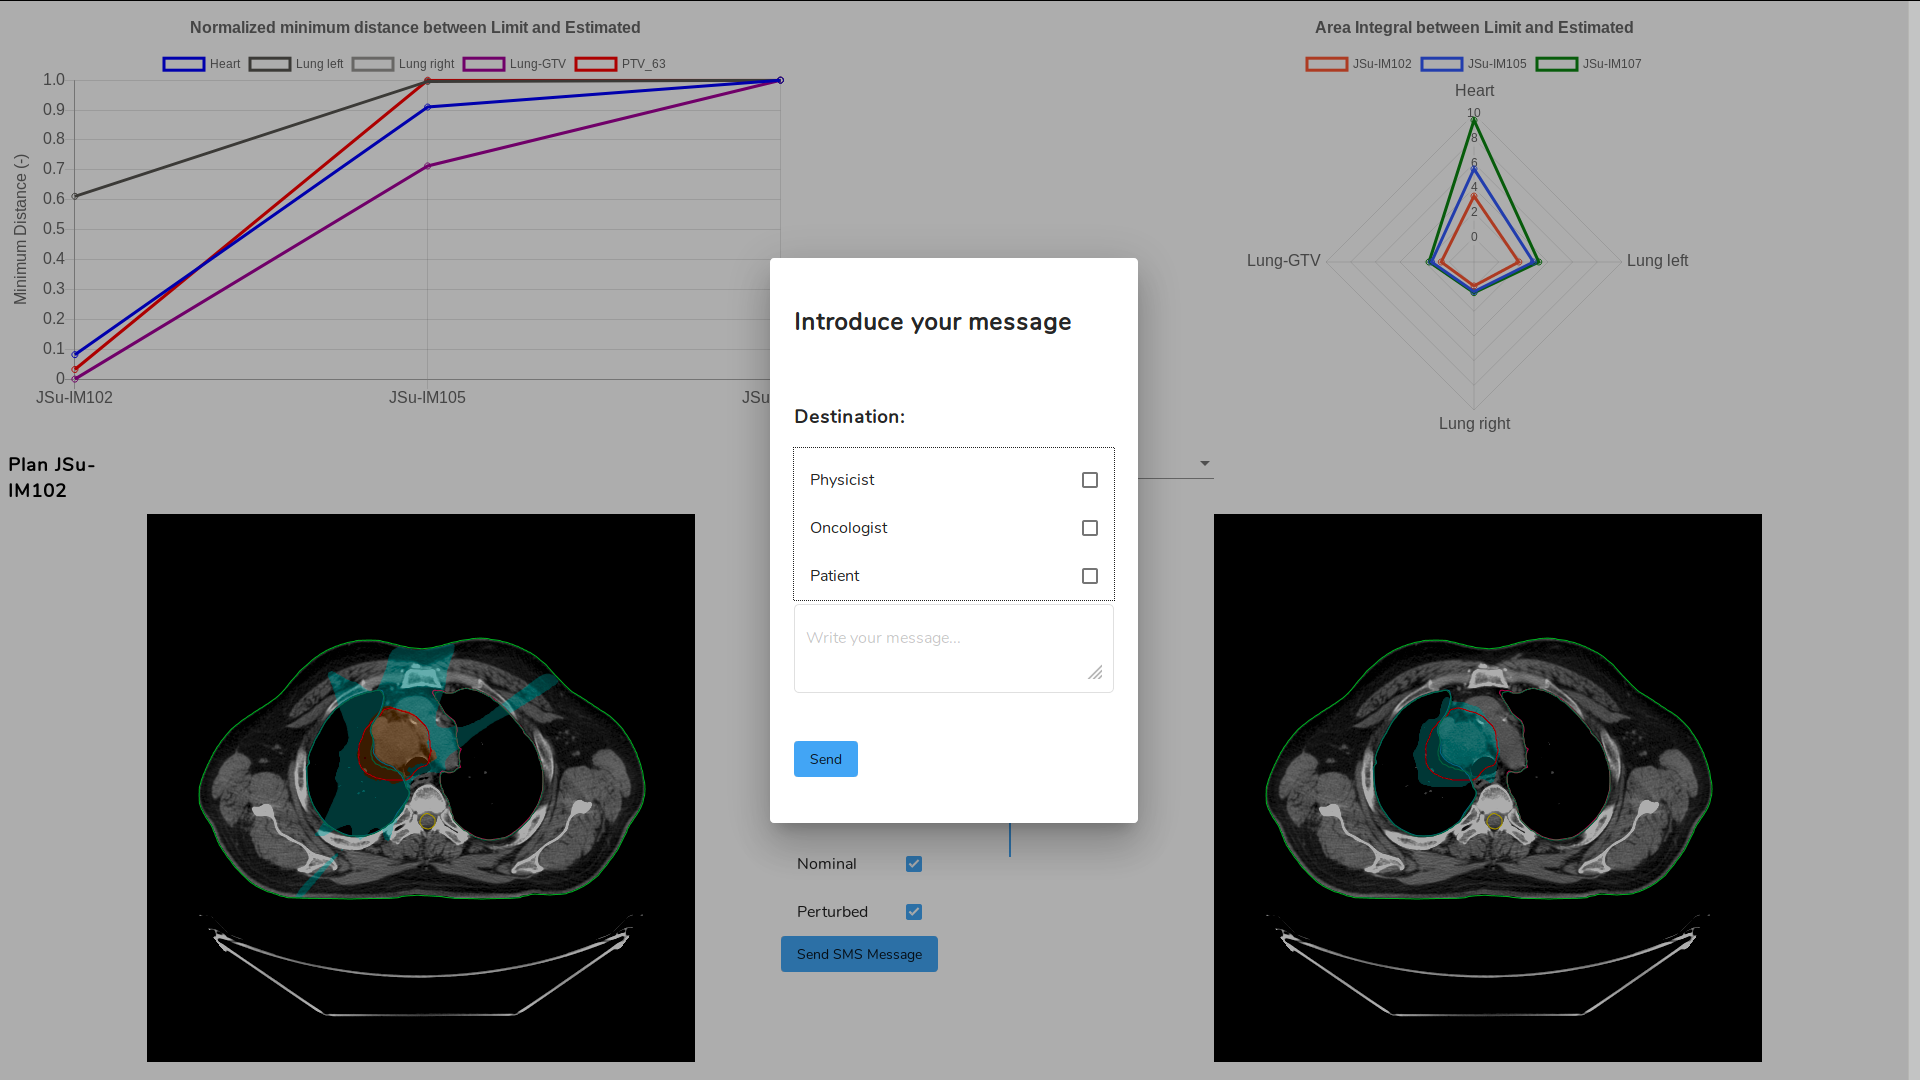 Normalized minimum distance between Limit and Estimated
Heart Lung left Lung right Lung-GTV PTV_63
Minimum Distance (-)
1.0
0.9
0.8
0.7
0.6
0.5
0.4
0.3
0.2
0.1
0
JSu-IM102 JSu-IM105 JSu
Area Integral between Limit and Estimated
JSu-IM102 JSu-IM105 JSu-IM107
Heart
10
8
6
4
2
0
Lung-GTV Lung left
Lung right
Plan JSu-
IM102
Introduce your message
Destination:
Physicist
Oncologist
Patient
Write your message...
Send
Nominal
Perturbed
Send SMS Message